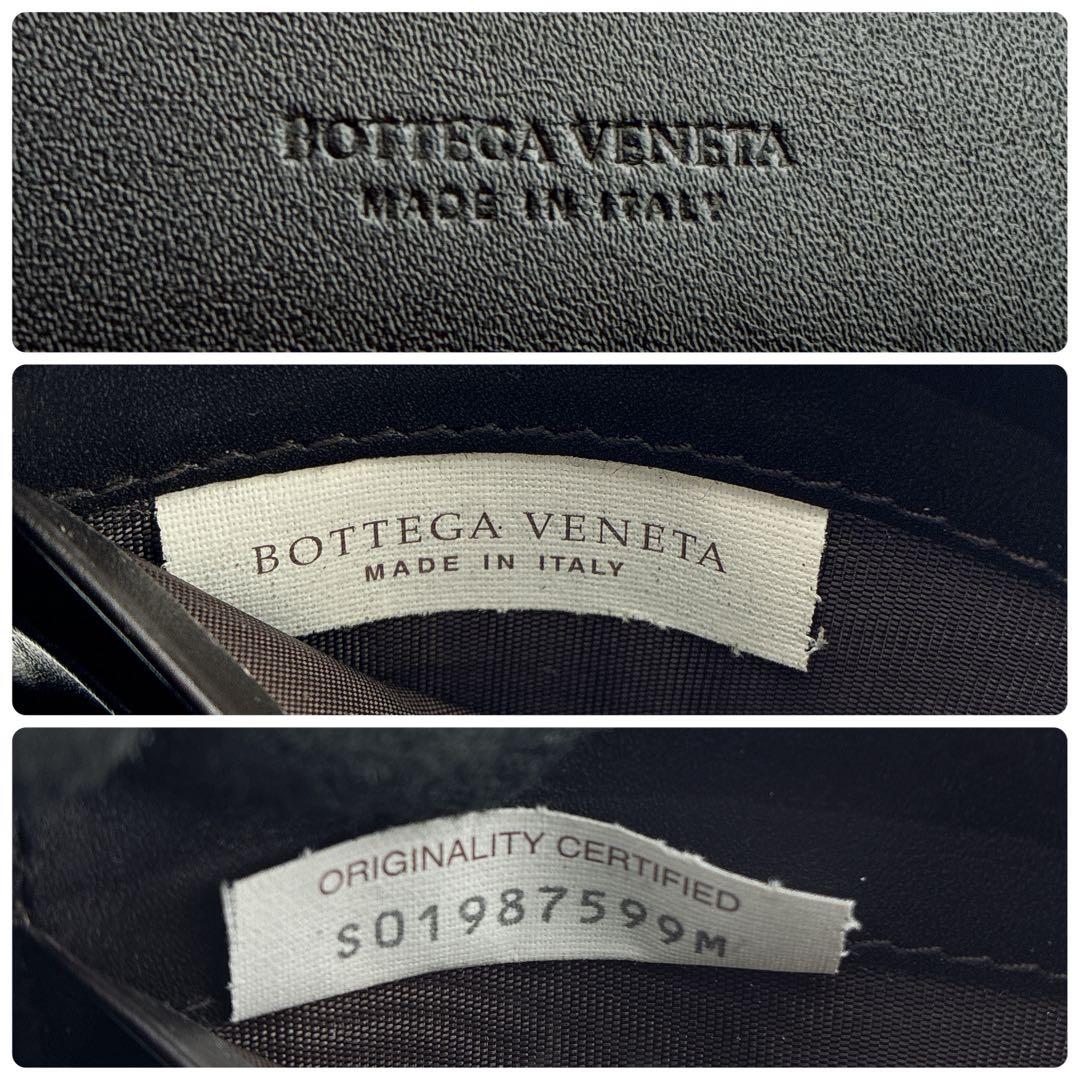 BOTTEGA VENETA
MADE IN ITALY
BOTTEGA VENETA
MADE IN ITALY
ORIGINALITY CERTIFIED
S01987599M